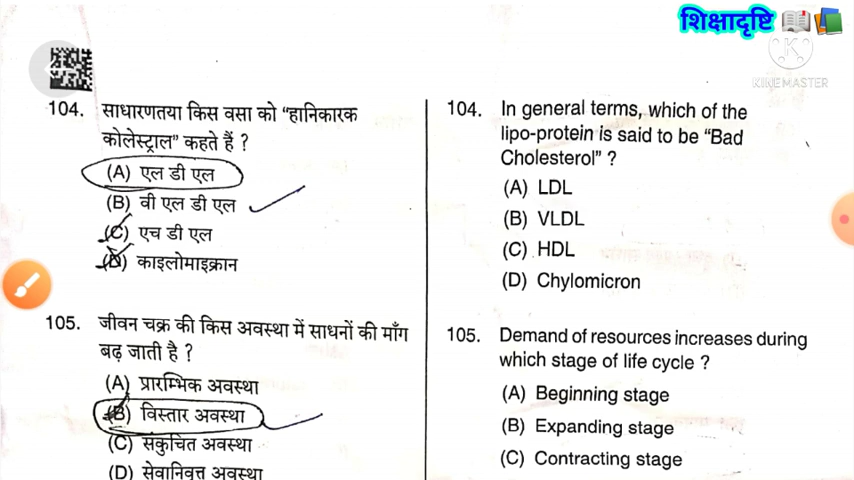 शिक्षादृष्टि
KINEMASTER
104. साधारणतया किस वसा को "हानिकारक
कोलेस्ट्राल" कहते हैं ?
(A) एल डी एल
(B) वी एल डी एल
(C) एच डी एल
(D) काइलोमाइक्रान
105. जीवन चक्र की किस अवस्था में साधनों की माँग
बढ़ जाती है ?
(A) प्रारम्भिक अवस्था
(B) विस्तार अवस्था
(C) संकुचित अवस्था
(D) सेवानिवृत्त अवस्था
104. In general terms, which of the
lipo-protein is said to be "Bad
Cholesterol" ?
(A) LDL
(B) VLDL
(C) HDL
(D) Chylomicron
105. Demand of resources increases during
which stage of life cycle ?
(A) Beginning stage
(B) Expanding stage
(C) Contracting stage